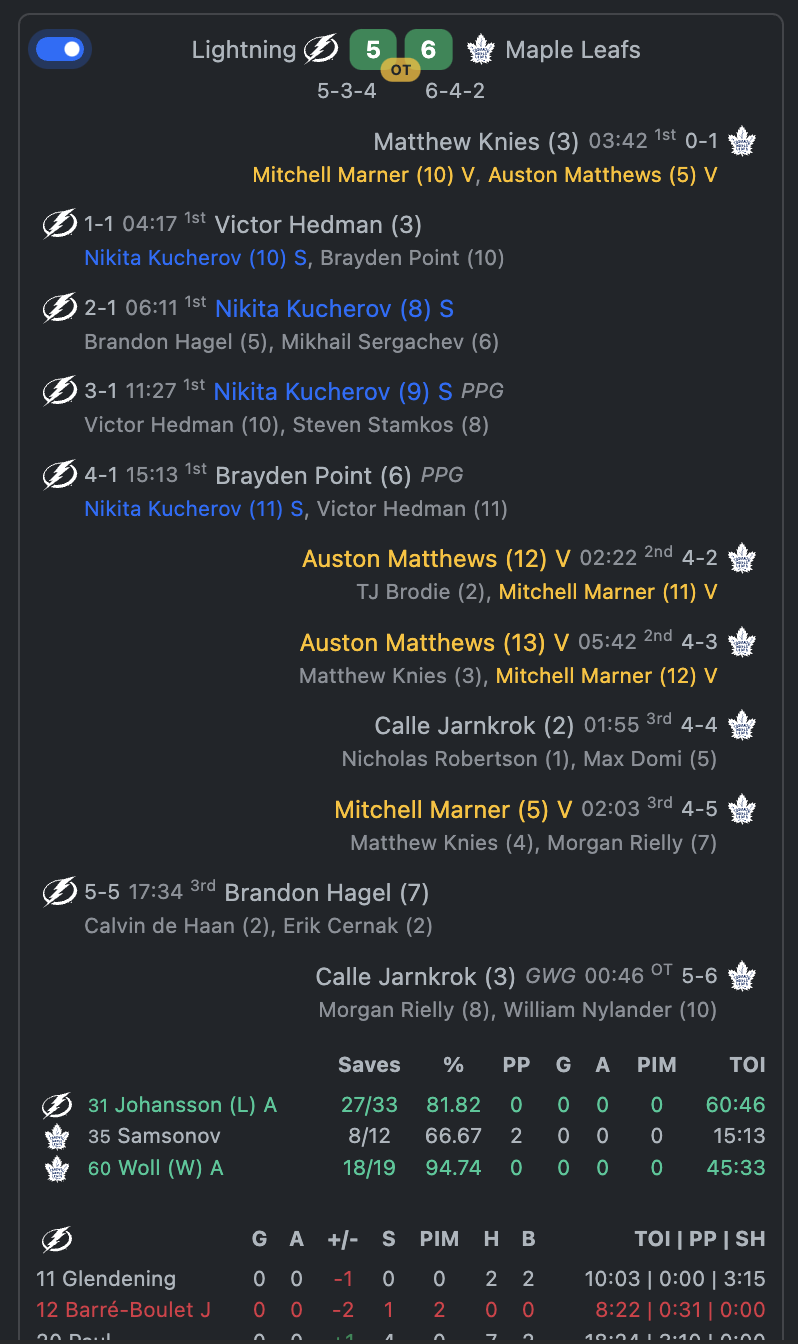 Lightning 5 6 Maple Leafs
OT
5-3-4 6-4-2
Matthew Knies (3) 03:42 1st 0-1
Mitchell Marner (10) V, Auston Matthews (5) V
1-1 04:17 1st Victor Hedman (3)
Nikita Kucherov (10) S, Brayden Point (10)
2-1 06:11 1st Nikita Kucherov (8) S
Brandon Hagel (5), Mikhail Sergachev (6)
3-1 11:27 1st Nikita Kucherov (9) S PPG
Victor Hedman (10), Steven Stamkos (8)
4-1 15:13 1st Brayden Point (6) PPG
Nikita Kucherov (11) S, Victor Hedman (11)
Auston Matthews (12) V 02:22 2nd 4-2
TJ Brodie (2), Mitchell Marner (11) V
Auston Matthews (13) V 05:42 2nd 4-3
Matthew Knies (3), Mitchell Marner (12) V
Calle Jarnkrok (2) 01:55 3rd 4-4
Nicholas Robertson (1), Max Domi (5)
Mitchell Marner (5) V 02:03 3rd 4-5
Matthew Knies (4), Morgan Rielly (7)
5-5 17:34 3rd Brandon Hagel (7)
Calvin de Haan (2), Erik Cernak (2)
Calle Jarnkrok (3) GWG 00:46 OT 5-6
Morgan Rielly (8), William Nylander (10)
Saves % PP G A PIM TOI
31 Johansson (L) A 27/33 81.82 0 0 0 0 60:46
35 Samsonov 8/12 66.67 2 0 0 0 15:13
60 Woll (W) A 18/19 94.74 0 0 0 0 45:33
G A +/- S PIM H B TOI | PP | SH
11 Glendening 0 0 -1 0 0 2 2 10:03 | 0:00 | 3:15
12 Barré-Boulet J 0 0 -2 1 2 0 0 8:22 | 0:31 | 0:00